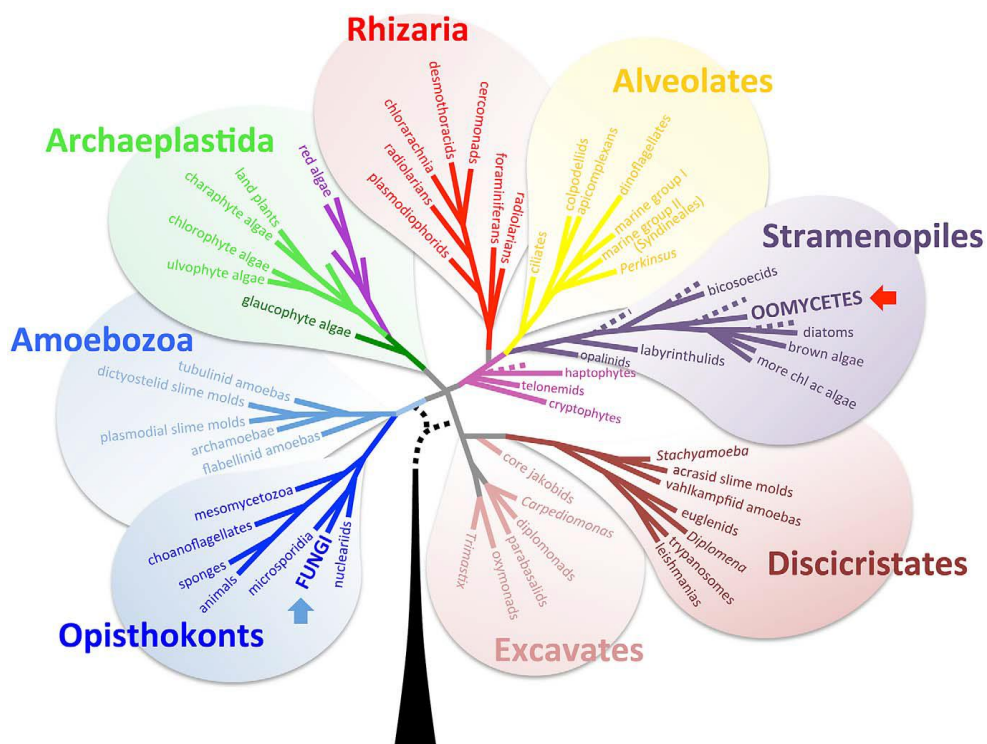 Rhizaria
desmothoracids
cercomonads
chlorarachnia
radiolarians
plasmodiophorids
foraminiferans
radiolarians
Alveolates
colpodellids
apicomplexans
dinoflagellates
marine group I
marine group II
(Syndineales)
Perkinsus
ciliates
Archaeplastida
red algae
land plants
charaphyte algae
chlorophyte algae
ulvophyte algae
glaucophyte algae
Stramenopiles
bicosoecids
OOMYCETES
diatoms
brown algae
more chl ac algae
labyrinthulids
opalinids
haptophytes
telonemids
cryptophytes
Amoebozoa
tubulinid amoebas
dictyostelid slime molds
plasmodial slime molds
archamoebae
flabellinid amoebas
Opisthokonts
mesomycetozoa
choanoflagellates
sponges
animals
microsporidia
FUNGI
nucleariids
Excavates
core jakobids
Carpediomonas
diplomonads
parabasalids
oxymonads
Trimastix
Discicristates
Stachyamoeba
acrasid slime molds
vahlkampfiid amoebas
euglenids
Diplomena
trypanosomes
leishmanias